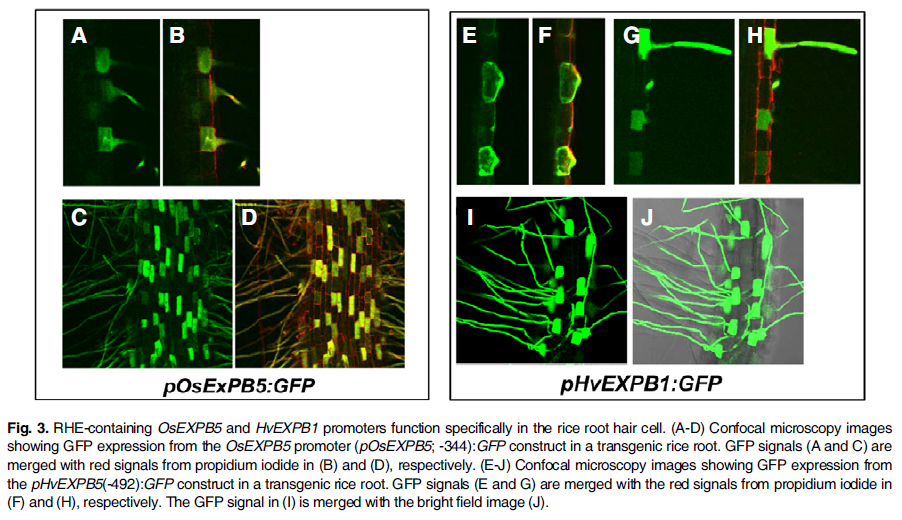 A B E F G H
C D I J
pOsExPB5:GFP pHvEXPB1:GFP
Fig. 3. RHE-containing OsEXPB5 and HvEXPB1 promoters function specifically in the rice root hair cell. (A-D) Confocal microscopy images
showing GFP expression from the OsEXPB5 promoter (pOsEXPB5; -344):GFP construct in a transgenic rice root. GFP signals (A and C) are
merged with red signals from propidium iodide in (B) and (D), respectively. (E-J) Confocal microscopy images showing GFP expression from
the pHvEXPB5(-492):GFP construct in a transgenic rice root. GFP signals (E and G) are merged with the red signals from propidium iodide in
(F) and (H), respectively. The GFP signal in (I) is merged with the bright field image (J).